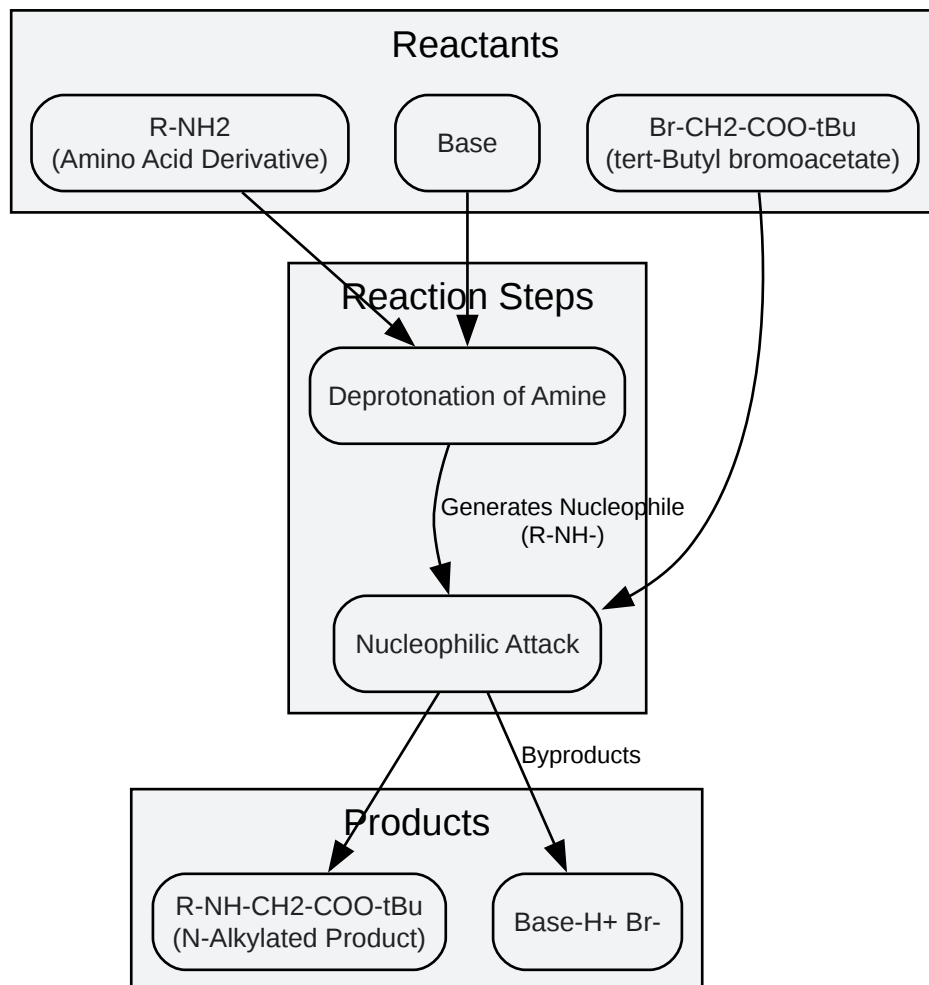 Reactants
R-NH2
(Amino Acid Derivative)
Base
Br-CH2-COO-tBu
(tert-Butyl bromoacetate)
Reaction Steps
Deprotonation of Amine
Generates Nucleophile
(R-NH-)
Nucleophilic Attack
Byproducts
Products
R-NH-CH2-COO-tBu
(N-Alkylated Product)
Base-H+ Br-